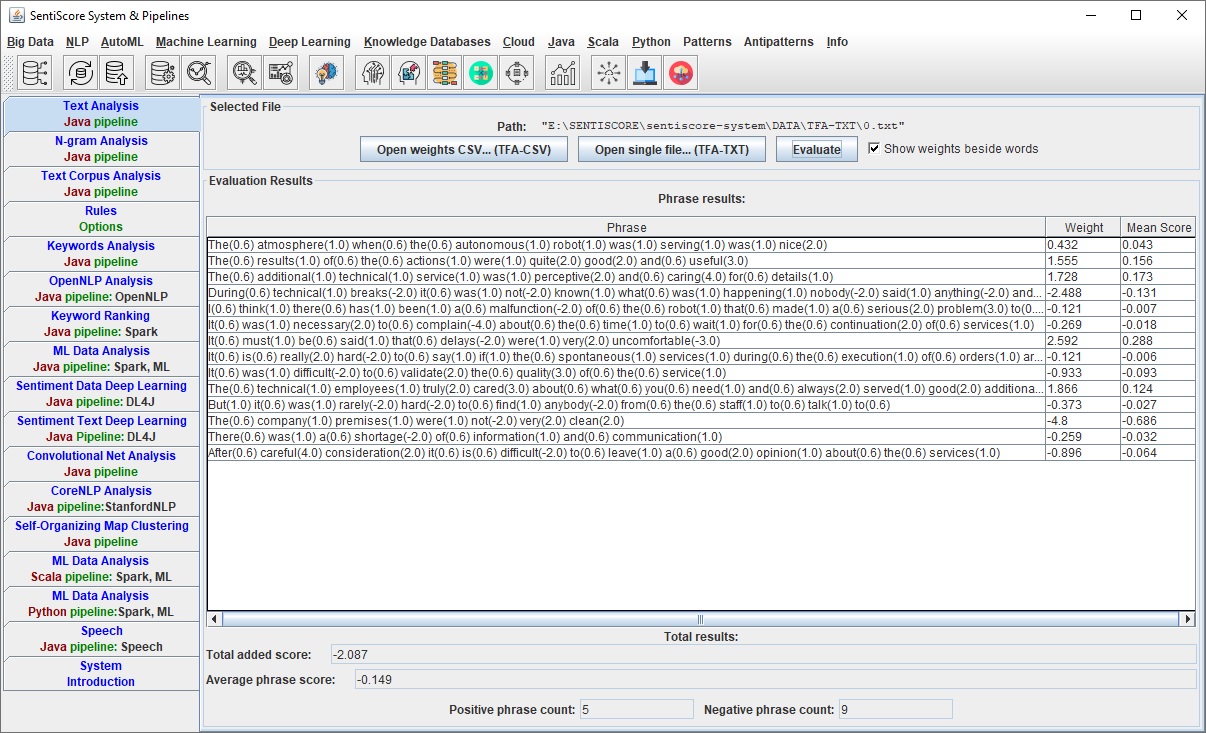 SentiScore System & Pipelines
Big Data NLP AutoML Machine Learning Deep Learning Knowledge Databases Cloud Java Scala Python Patterns Antipatterns Info
Text Analysis
Java pipeline
N-gram Analysis
Java pipeline
Text Corpus Analysis
Java pipeline
Rules
Options
Keywords Analysis
Java pipeline
OpenNLP Analysis
Java pipeline: OpenNLP
Keyword Ranking
Java pipeline: Spark
ML Data Analysis
Java pipeline: Spark, ML
Sentiment Data Deep Learning
Java pipeline: DL4J
Sentiment Text Deep Learning
Java Pipeline: DL4J
Convolutional Net Analysis
Java pipeline
CoreNLP Analysis
Java pipeline:StanfordNLP
Self-Organizing Map Clustering
Java pipeline
ML Data Analysis
Scala pipeline: Spark, ML
ML Data Analysis
Python pipeline:Spark, ML
Speech
Java pipeline: Speech
System
Introduction
Selected File
Path: "E:\SENTISCORE\sentiscore-system\DATA\TFA-TXT\0.txt"
Open weights CSV... (TFA-CSV) Open single file... (TFA-TXT) Evaluate Show weights beside words
Evaluation Results
Phrase results:
Phrase Weight Mean Score
The(0.6) atmosphere(1.0) when(0.6) the(0.6) autonomous(1.0) robot(1.0) was(1.0) serving(1.0) was(1.0) nice(2.0) 0.432 0.043
The(0.6) results(1.0) of(0.6) the(0.6) actions(1.0) were(1.0) quite(2.0) good(2.0) and(0.6) useful(3.0) 1.555 0.156
The(0.6) additional(1.0) technical(1.0) service(1.0) was(1.0) perceptive(2.0) and(0.6) caring(4.0) for(0.6) details(1.0) 1.728 0.173
During(0.6) technical(1.0) breaks(-2.0) it(0.6) was(1.0) not(-2.0) known(1.0) what(0.6) was(1.0) happening(1.0) nobody(-2.0) said(1.0) anything(-2.0) and... -2.488 -0.131
I(0.6) think(1.0) there(0.6) has(1.0) been(1.0) a(0.6) malfunction(-2.0) of(0.6) the(0.6) robot(1.0) that(0.6) made(1.0) a(0.6) serious(2.0) problem(3.0) to(0.... -0.121 -0.007
It(0.6) was(1.0) necessary(2.0) to(0.6) complain(-4.0) about(0.6) the(0.6) time(1.0) to(0.6) wait(1.0) for(0.6) the(0.6) continuation(2.0) of(0.6) services(1.0) -0.269 -0.018
It(0.6) must(1.0) be(0.6) said(1.0) that(0.6) delays(-2.0) were(1.0) very(2.0) uncomfortable(-3.0) 2.592 0.288
It(0.6) is(0.6) really(2.0) hard(-2.0) to(0.6) say(1.0) if(1.0) the(0.6) spontaneous(1.0) services(1.0) during(0.6) the(0.6) execution(1.0) of(0.6) orders(1.0) ar... -0.121 -0.006
It(0.6) was(1.0) difficult(-2.0) to(0.6) validate(2.0) the(0.6) quality(3.0) of(0.6) the(0.6) service(1.0) -0.933 -0.093
The(0.6) technical(1.0) employees(1.0) truly(2.0) cared(3.0) about(0.6) what(0.6) you(0.6) need(1.0) and(0.6) always(2.0) served(1.0) good(2.0) additiona... 1.866 0.124
But(1.0) it(0.6) was(1.0) rarely(-2.0) hard(-2.0) to(0.6) find(1.0) anybody(-2.0) from(0.6) the(0.6) staff(1.0) to(0.6) talk(1.0) to(0.6) -0.373 -0.027
The(0.6) company(1.0) premises(1.0) were(1.0) not(-2.0) very(2.0) clean(2.0) -4.8 -0.686
There(0.6) was(1.0) a(0.6) shortage(-2.0) of(0.6) information(1.0) and(0.6) communication(1.0) -0.259 -0.032
After(0.6) careful(4.0) consideration(2.0) it(0.6) is(0.6) difficult(-2.0) to(0.6) leave(1.0) a(0.6) good(2.0) opinion(1.0) about(0.6) the(0.6) services(1.0) -0.896 -0.064
Total results:
Total added score: -2.087
Average phrase score: -0.149
Positive phrase count: 5 Negative phrase count: 9